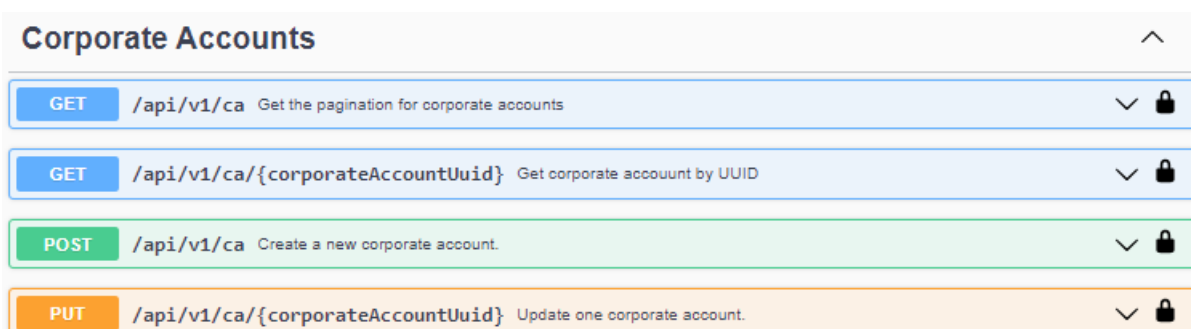 Corporate Accounts
GET /api/v1/ca Get the pagination for corporate accounts
GET /api/v1/ca/{corporateAccountUuid} Get corporate accouunt by UUID
POST /api/v1/ca Create a new corporate account.
PUT /api/v1/ca/{corporateAccountUuid} Update one corporate account.